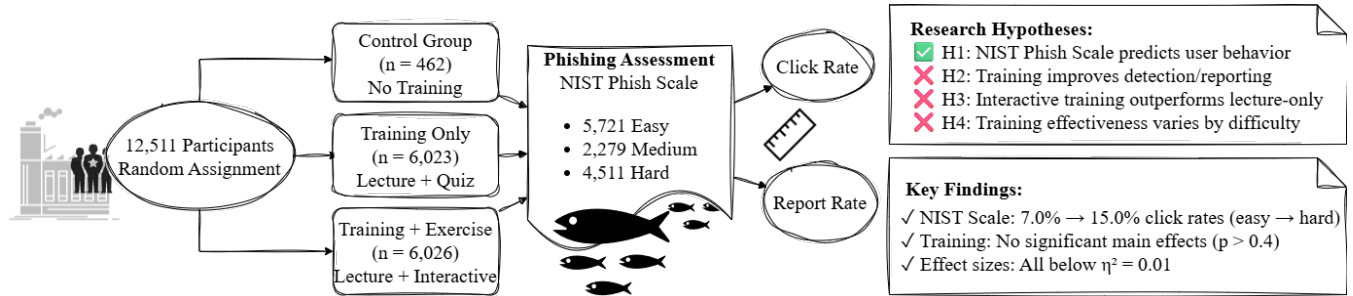 12,511 Participants
Random Assignment
Control Group
(n = 462)
No Training
Training Only
(n = 6,023)
Lecture + Quiz
Training + Exercise
(n = 6,026)
Lecture + Interactive
Phishing Assessment
NIST Phish Scale
• 5,721 Easy
• 2,279 Medium
• 4,511 Hard
Click Rate
Report Rate
Research Hypotheses:
✅ H1: NIST Phish Scale predicts user behavior
❌ H2: Training improves detection/reporting
❌ H3: Interactive training outperforms lecture-only
❌ H4: Training effectiveness varies by difficulty
Key Findings:
✓ NIST Scale: 7.0% → 15.0% click rates (easy → hard)
✓ Training: No significant main effects (p > 0.4)
✓ Effect sizes: All below η² = 0.01